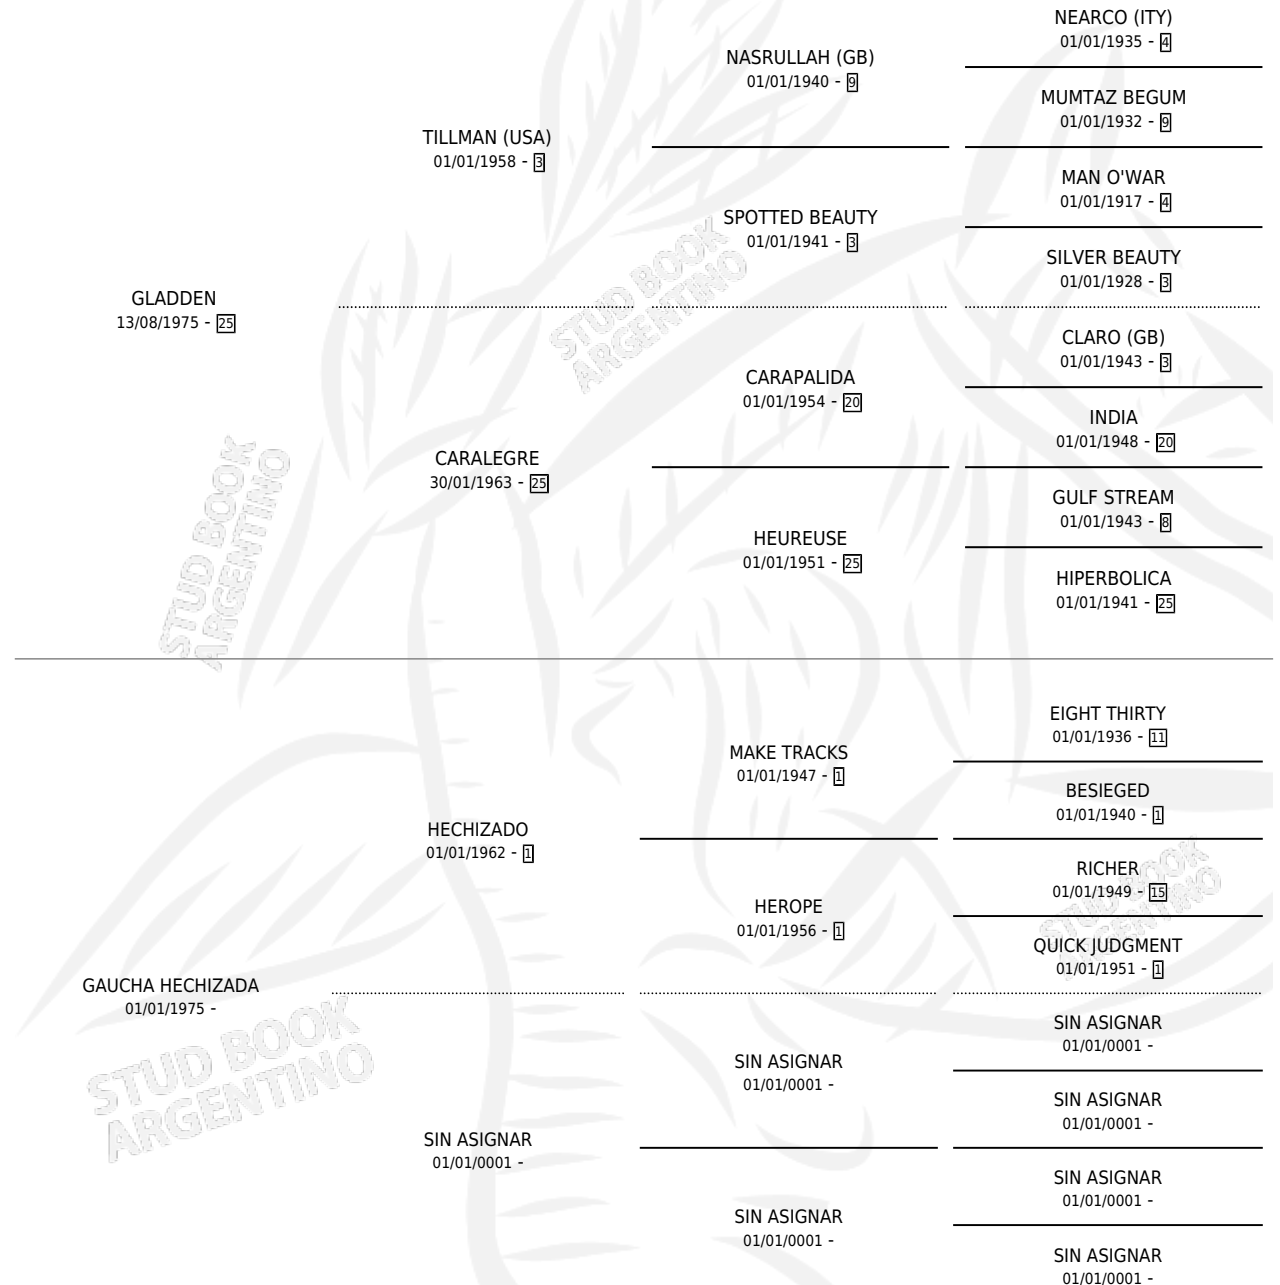 NEARCO (ITY)
01/01/1935 - 4
NASRULLAH (GB)
01/01/1940 - 9
MUMTAZ BEGUM
01/01/1932 - 9
TILLMAN (USA)
01/01/1958 - 3
MAN O'WAR
01/01/1917 - 4
SPOTTED BEAUTY
01/01/1941 - 3
SILVER BEAUTY
01/01/1928 - 3
GLADDEN
13/08/1975 - 25
STUD BOOK
ARGENTINO
CLARO (GB)
01/01/1943 - 3
CARAPALIDA
01/01/1954 - 20
INDIA
01/01/1948 - 20
CARALEGRE
30/01/1963 - 25
GULF STREAM
01/01/1943 - 8
HEUREUSE
01/01/1951 - 25
HIPERBOLICA
01/01/1941 - 25
STUD BOOK
ARGENTINO
EIGHT THIRTY
01/01/1936 - 11
MAKE TRACKS
01/01/1947 - 1
BESIEGED
01/01/1940 - 1
HECHIZADO
01/01/1962 - 1
RICHER
01/01/1949 - 15
HEROPE
01/01/1956 - 1
QUICK JUDGMENT
01/01/1951 - 1
STUD BOOK
ARGENTINO
GAUCHA HECHIZADA
01/01/1975 -
SIN ASIGNAR
01/01/0001 -
SIN ASIGNAR
01/01/0001 -
SIN ASIGNAR
01/01/0001 -
STUD BOOK
ARGENTINO
SIN ASIGNAR
01/01/0001 -
SIN ASIGNAR
01/01/0001 -
SIN ASIGNAR
01/01/0001 -
SIN ASIGNAR
01/01/0001 -